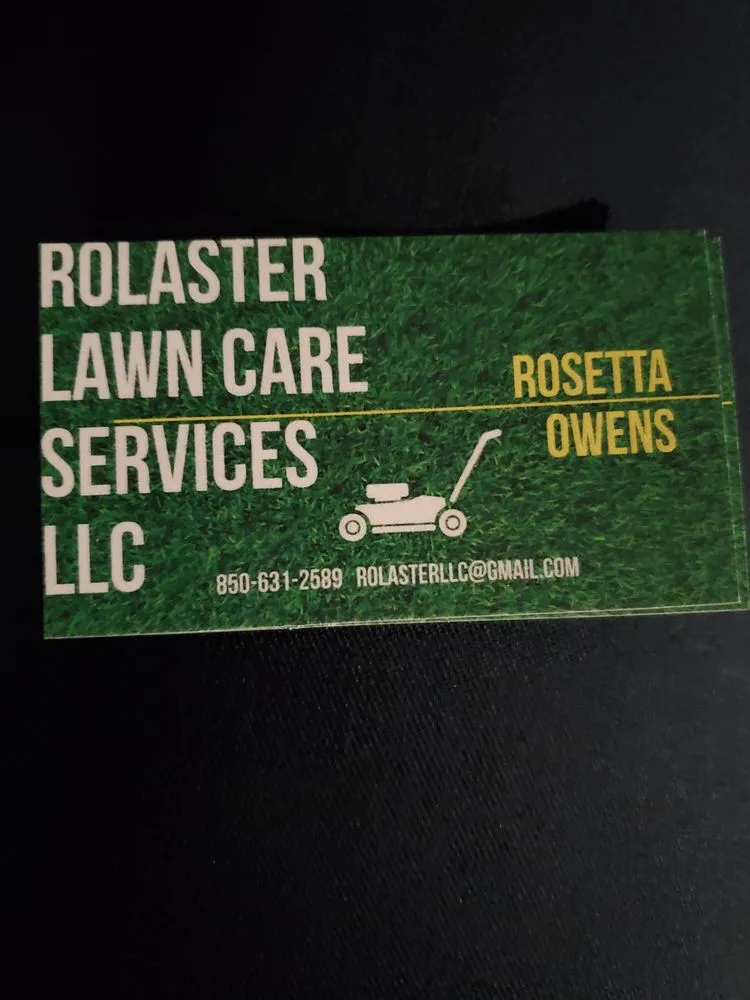 ROLASTER
LAWN CARE
SERVICES
LLC
ROSETTA
OWENS
850-631-2589 ROLASTERLLC@GMAIL.COM